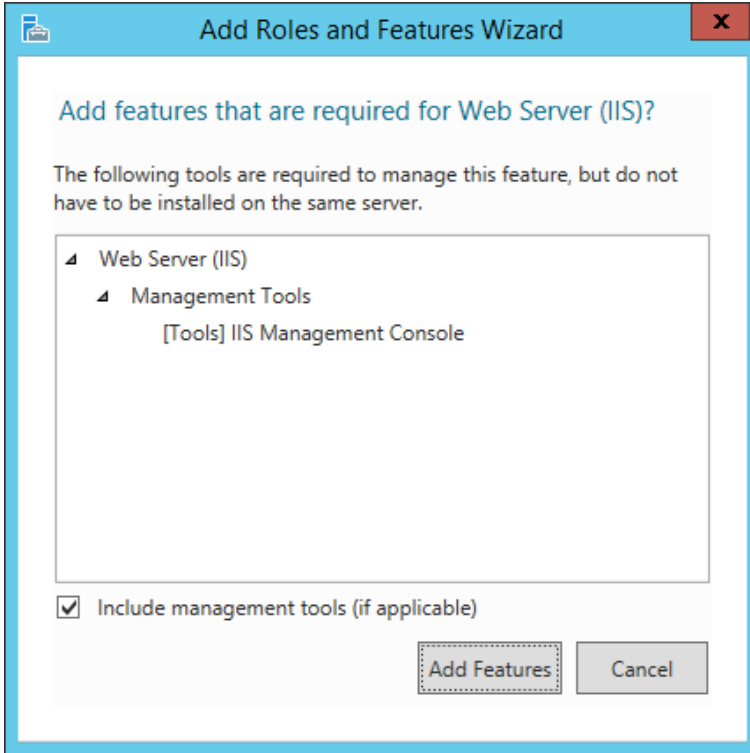 Add Roles and Features Wizard
x
Add features that are required for Web Server (IIS)?
The following tools are required to manage this feature, but do not
have to be installed on the same server.
Web Server (IIS)
Management Tools
[Tools] IIS Management Console
Include management tools (if applicable)
Add Features Cancel